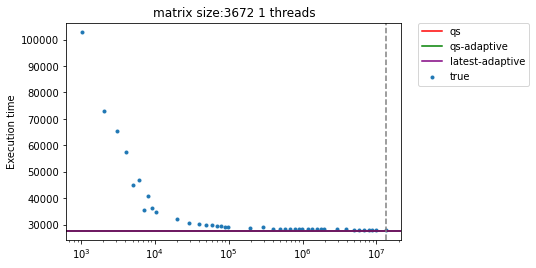 matrix size:3672 1 threads
Execution time
100000
90000
80000
70000
60000
50000
40000
30000
10³
10⁴
10⁵
10⁶
10⁷
qs
qs-adaptive
latest-adaptive
true